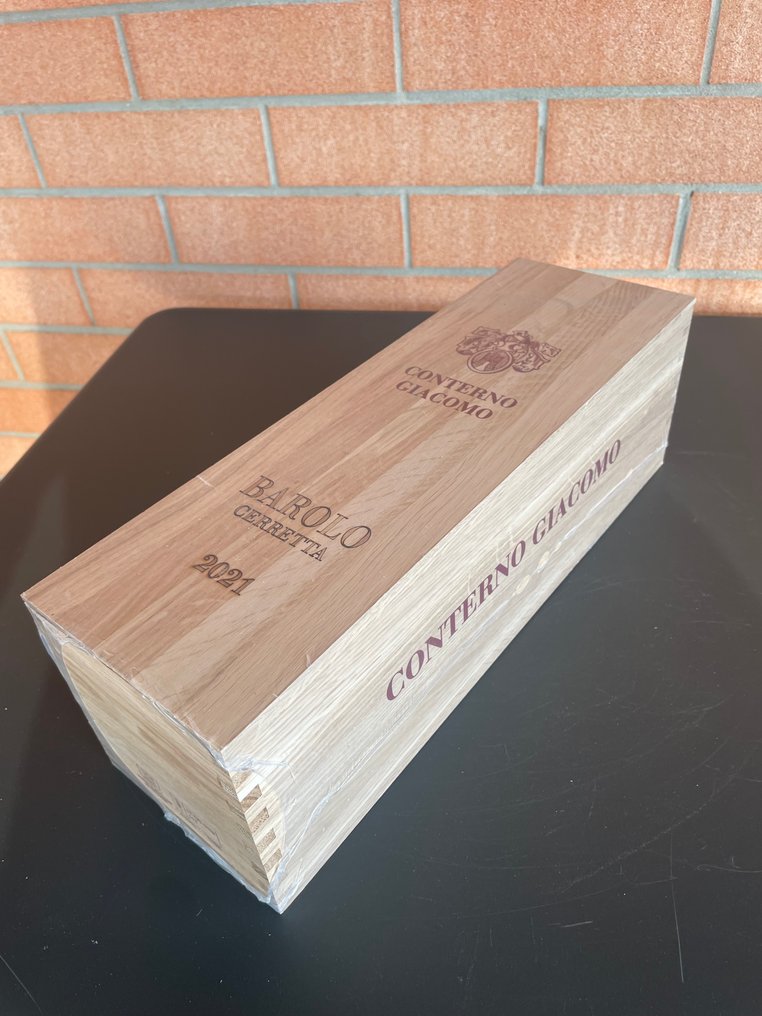 CONTERNO
GIACOMO
BAROLO
CERRETTA
2021
CONTERNO GIACOMO